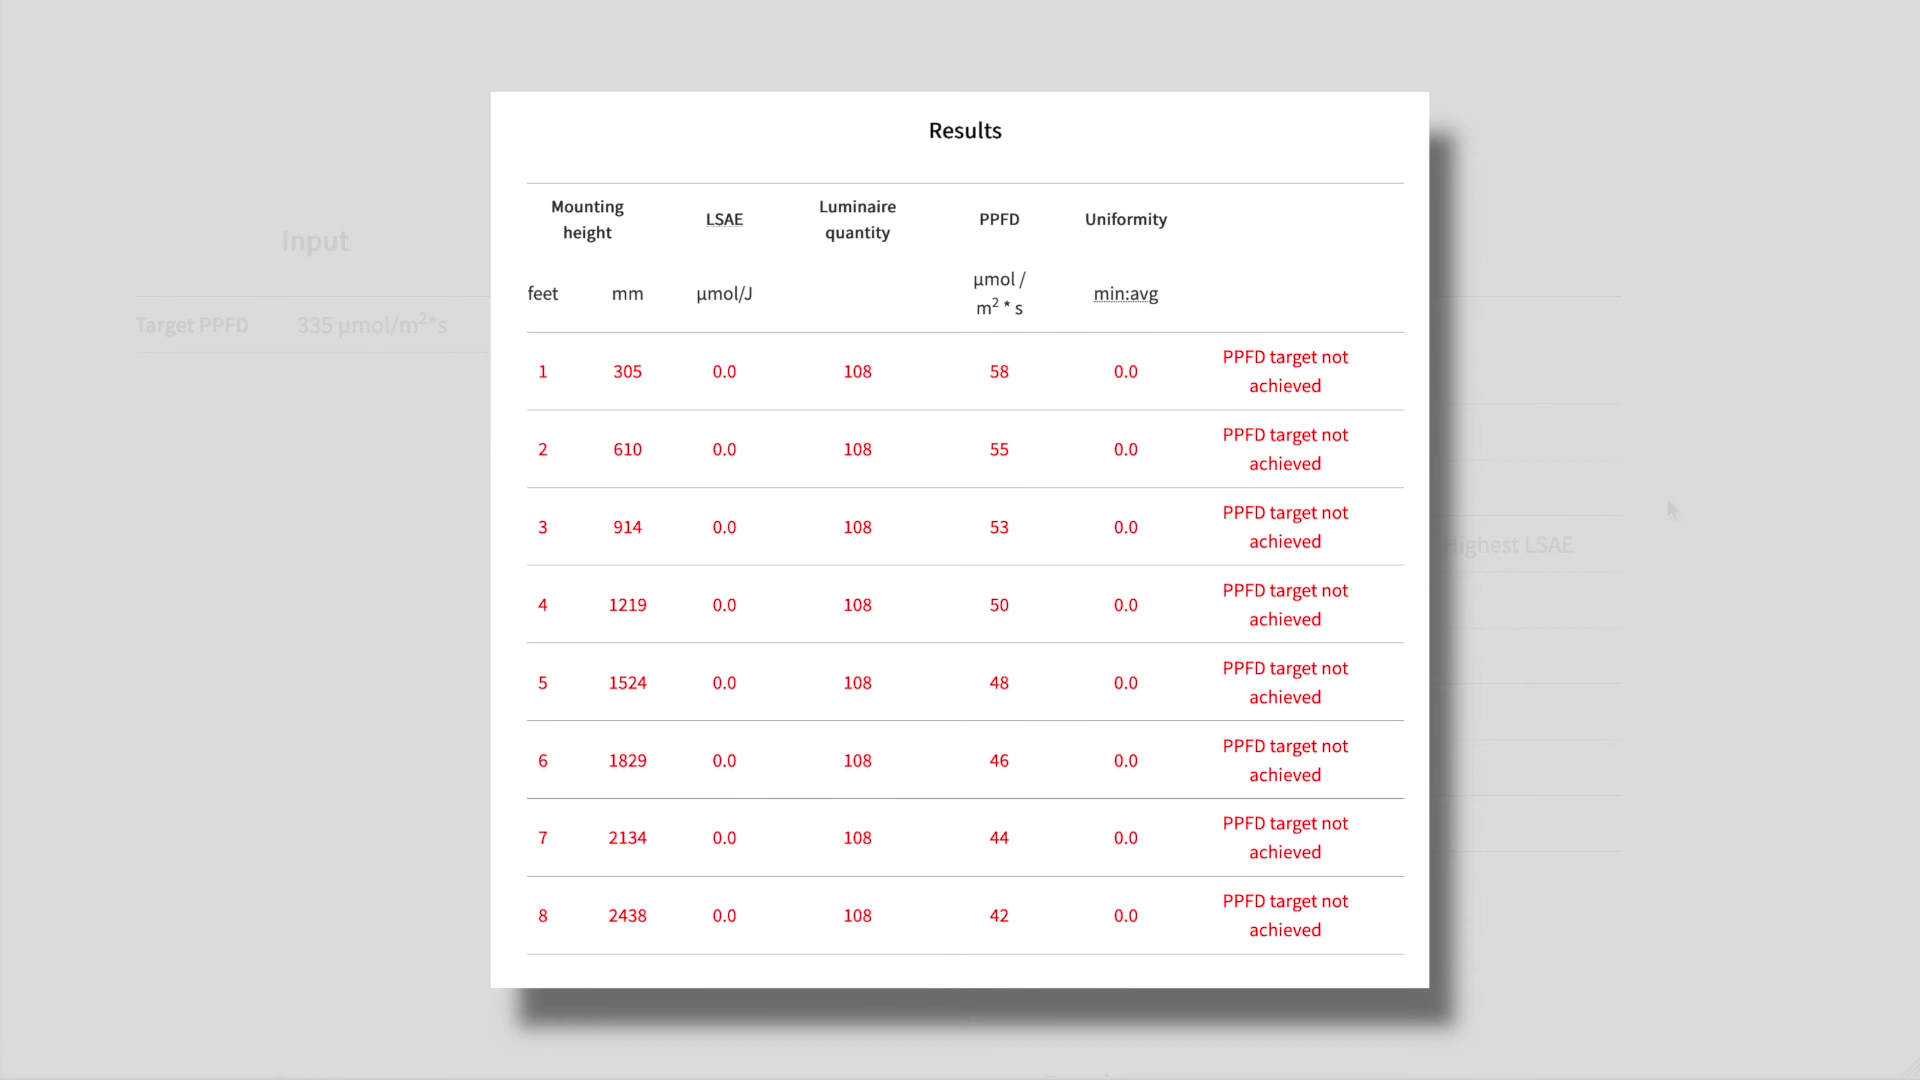 Results
Mounting height LSAE Luminaire quantity PPFD Uniformity
feet mm µmol/J µmol / m² * s min:avg
1 305 0.0 108 58 0.0 PPFD target not achieved
2 610 0.0 108 55 0.0 PPFD target not achieved
3 914 0.0 108 53 0.0 PPFD target not achieved
4 1219 0.0 108 50 0.0 PPFD target not achieved
5 1524 0.0 108 48 0.0 PPFD target not achieved
6 1829 0.0 108 46 0.0 PPFD target not achieved
7 2134 0.0 108 44 0.0 PPFD target not achieved
8 2438 0.0 108 42 0.0 PPFD target not achieved
Input
Target PPFD 335 µmol/m²*s
Highest LSAE